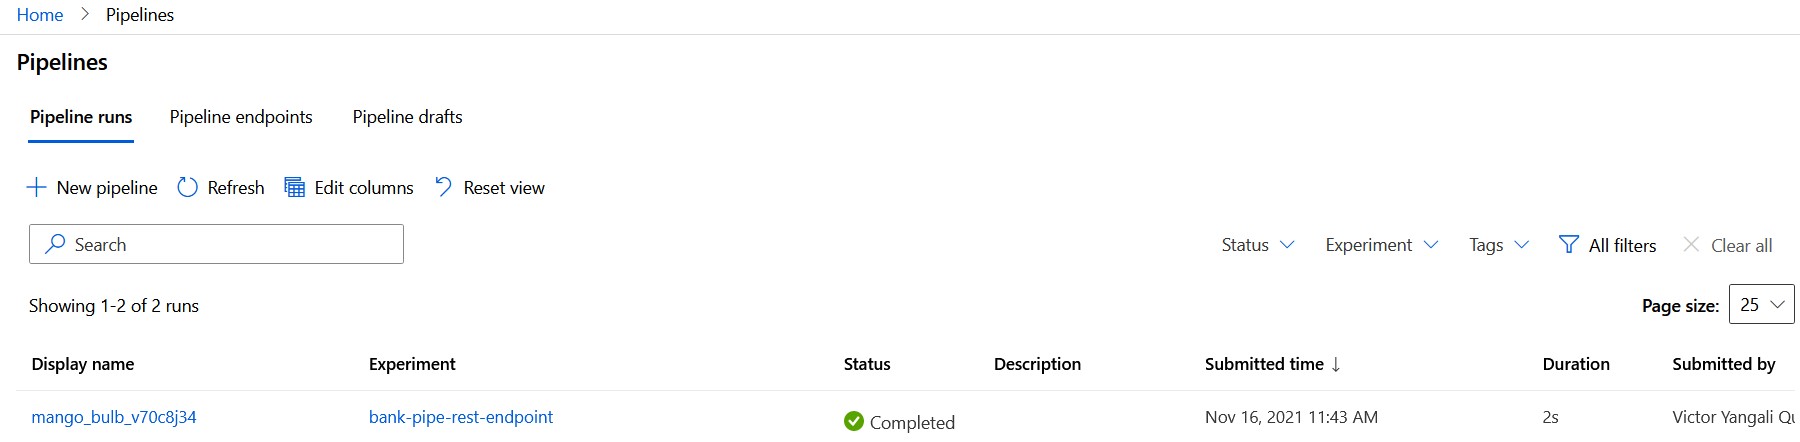 Home > Pipelines
Pipelines
Pipeline runs Pipeline endpoints Pipeline drafts
New pipeline Refresh Edit columns Reset view
Search Status Experiment Tags All filters Clear all
Showing 1-2 of 2 runs Page size: 25
Display name Experiment Status Description Submitted time ↓ Duration Submitted by
mango_bulb_v70c8j34 bank-pipe-rest-endpoint Completed Nov 16, 2021 11:43 AM 2s Victor Yangali